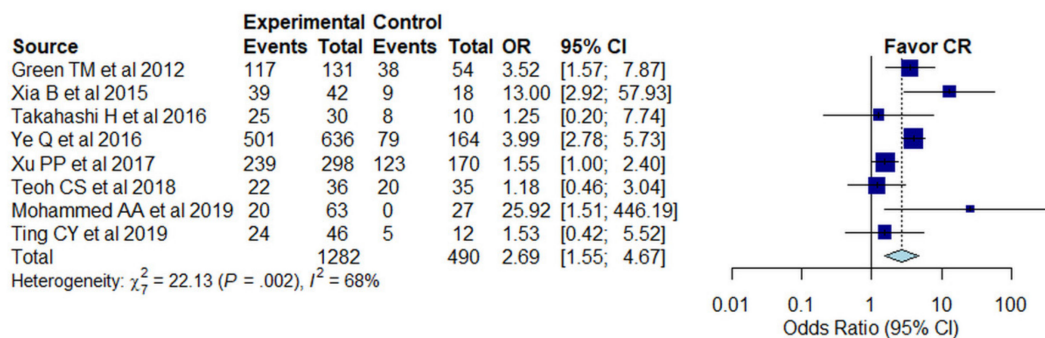 Experimental Control
Source Events Total Events Total OR 95% CI Favor CR
Green TM et al 2012 117 131 38 54 3.52 [1.57; 7.87]
Xia B et al 2015 39 42 9 18 13.00 [2.92; 57.93]
Takahashi H et al 2016 25 30 8 10 1.25 [0.20; 7.74]
Ye Q et al 2016 501 636 79 164 3.99 [2.78; 5.73]
Xu PP et al 2017 239 298 123 170 1.55 [1.00; 2.40]
Teoh CS et al 2018 22 36 20 35 1.18 [0.46; 3.04]
Mohammed AA et al 2019 20 63 0 27 25.92 [1.51; 446.19]
Ting CY et al 2019 24 46 5 12 1.53 [0.42; 5.52]
Total 1282 490 2.69 [1.55; 4.67]
Heterogeneity: χ²₇ = 22.13 (P = .002), I² = 68%
0.01 0.1 1 10 100
Odds Ratio (95% CI)